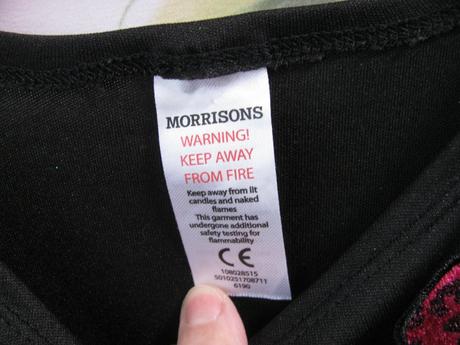 MORRISONS
WARNING!
KEEP AWAY
FROM FIRE
Keep away from lit
candles and naked
flames
This garment has
undergone additional
safety testing for
flammability
CE
108028515
5010251708711
6190